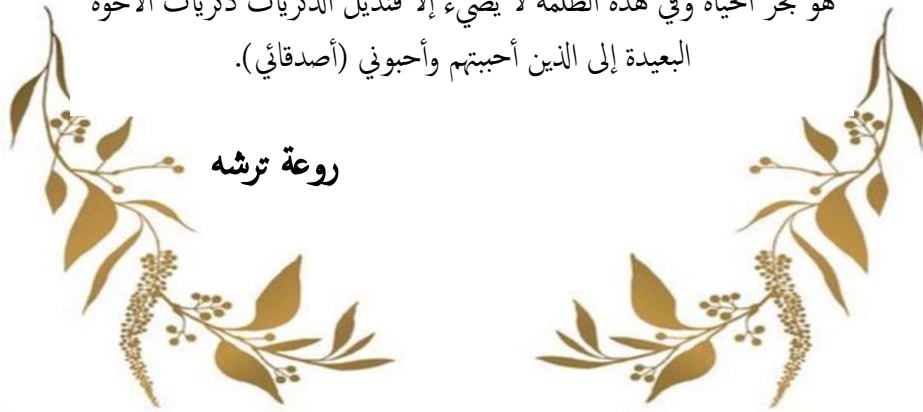 هو بحر الحياة وفي هذه الظلمة لا يضيء إلا قنديل الذكريات ذكريات الأخوة
البعيدة إلى الذين أحببتهم وأحبوني (أصدقائي).
روعة ترشه